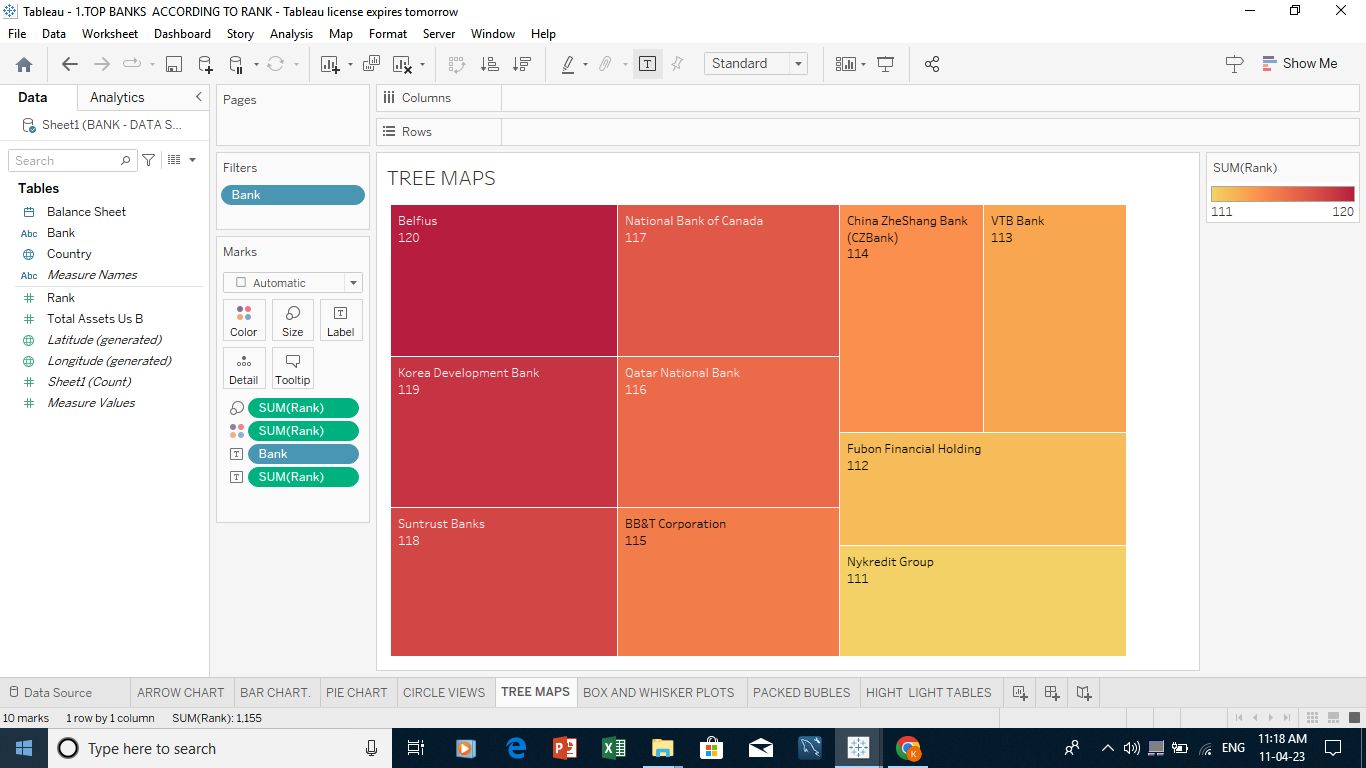 Tableau - 1.TOP BANKS  ACCORDING TO RANK - Tableau license expires tomorrow
File Data Worksheet Dashboard Story Analysis Map Format Server Window Help
Standard
Show Me
Data Analytics
Sheet1 (BANK - DATA S...
Search
Tables
Balance Sheet
Abc Bank
Country
Abc Measure Names
Rank
Total Assets Us B
Latitude (generated)
Longitude (generated)
Sheet1 (Count)
Measure Values
Pages
Filters
Bank
Marks
Automatic
Color Size Label
Detail Tooltip
SUM(Rank)
SUM(Rank)
Bank
SUM(Rank)
Columns
Rows
TREE MAPS
Belfius
120
Korea Development Bank
119
Suntrust Banks
118
National Bank of Canada
117
Qatar National Bank
116
BB&T Corporation
115
China ZheShang Bank
(CZBank)
114
VTB Bank
113
Fubon Financial Holding
112
Nykredit Group
111
SUM(Rank)
111 120
Data Source ARROW CHART BAR CHART. PIE CHART CIRCLE VIEWS TREE MAPS BOX AND WHISKER PLOTS PACKED BUBLES HIGHT  LIGHT TABLES
10 marks 1 row by 1 column SUM(Rank): 1,155
Type here to search
ENG
11:18 AM
11-04-23